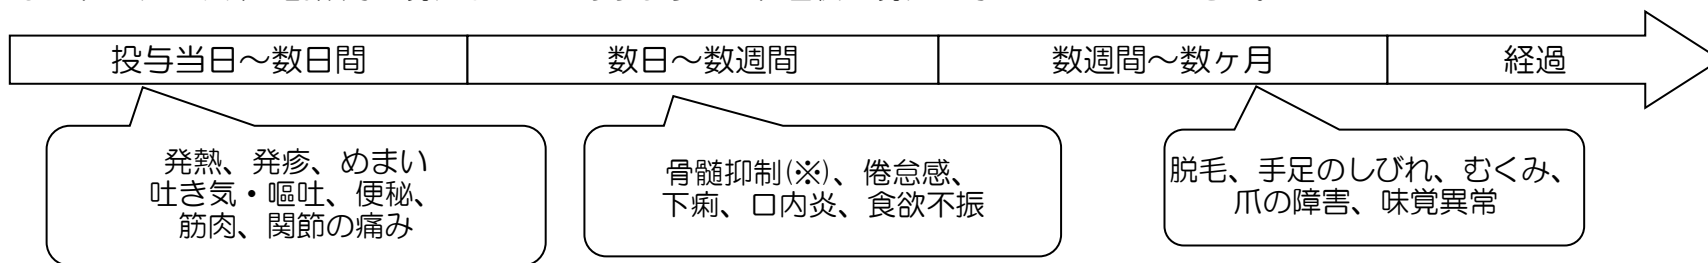 投与当日～数日間
数日～数週間
数週間～数ヶ月
経過
発熱、発疹、めまい
吐き気・嘔吐、便秘、
筋肉、関節の痛み
骨髄抑制(※)、倦怠感、
下痢、口内炎、食欲不振
脱毛、手足のしびれ、むくみ、
爪の障害、味覚異常